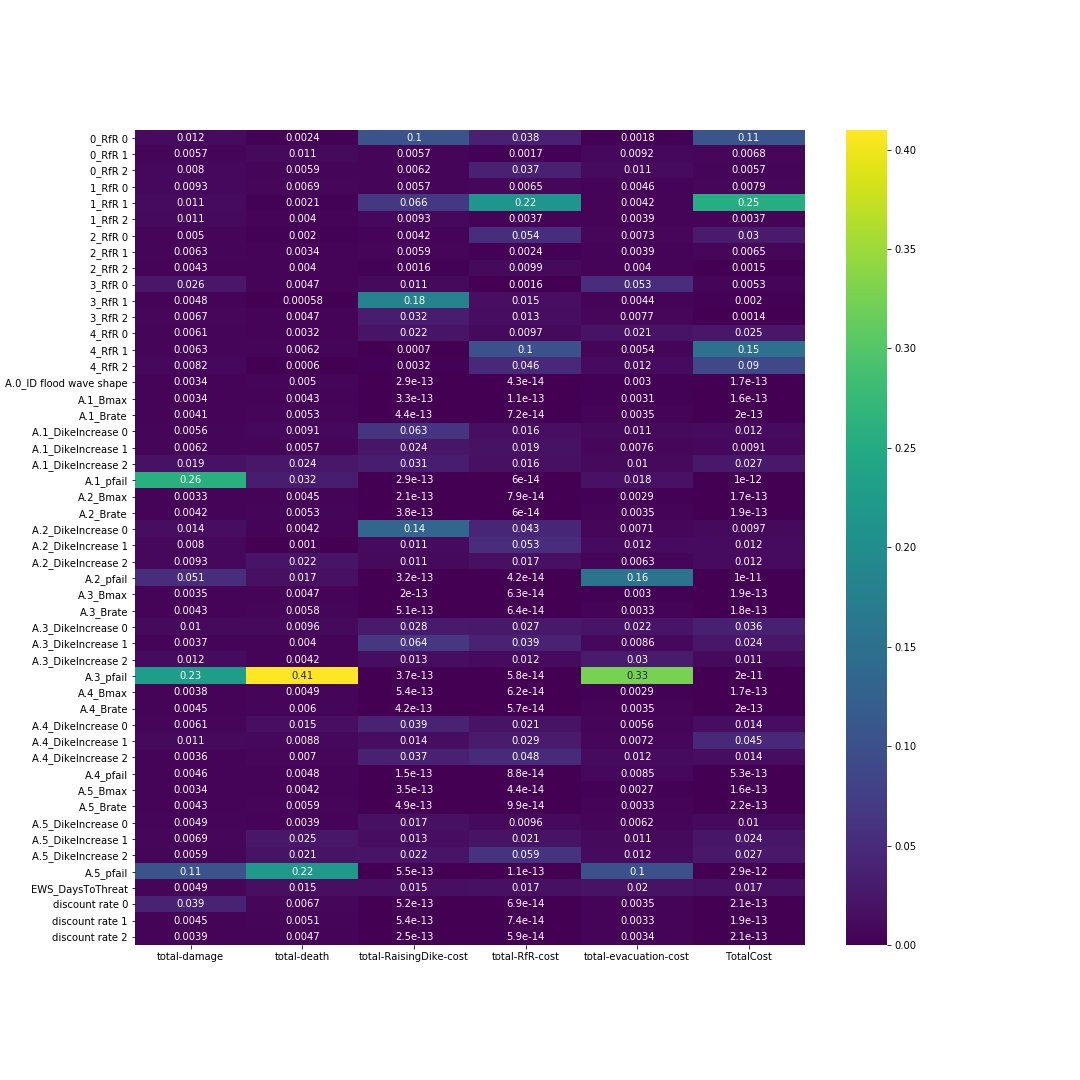 0_RfR 0 0.012 0.0024 0.1 0.038 0.0018 0.11
0_RfR 1 0.0057 0.011 0.0057 0.0017 0.0092 0.0068
0_RfR 2 0.008 0.0059 0.0062 0.037 0.011 0.0057
1_RfR 0 0.0093 0.0069 0.0057 0.0065 0.0046 0.0079
1_RfR 1 0.011 0.0021 0.066 0.22 0.0042 0.25
1_RfR 2 0.011 0.004 0.0093 0.0037 0.0039 0.0037
2_RfR 0 0.005 0.002 0.0042 0.054 0.0073 0.03
2_RfR 1 0.0063 0.0034 0.0059 0.0024 0.0039 0.0065
2_RfR 2 0.0043 0.004 0.0016 0.0099 0.004 0.0015
3_RfR 0 0.026 0.0047 0.011 0.0016 0.053 0.0053
3_RfR 1 0.0048 0.00058 0.18 0.015 0.0044 0.002
3_RfR 2 0.0067 0.0047 0.032 0.013 0.0077 0.0014
4_RfR 0 0.0061 0.0032 0.022 0.0097 0.021 0.025
4_RfR 1 0.0063 0.0062 0.0007 0.1 0.0054 0.15
4_RfR 2 0.0082 0.0006 0.0032 0.046 0.012 0.09
A.0_ID flood wave shape 0.0034 0.005 2.9e-13 4.3e-14 0.003 1.7e-13
A.1_Bmax 0.0034 0.0043 3.3e-13 1.1e-13 0.0031 1.6e-13
A.1_Brate 0.0041 0.0053 4.4e-13 7.2e-14 0.0035 2e-13
A.1_DikeIncrease 0 0.0056 0.0091 0.063 0.016 0.011 0.012
A.1_DikeIncrease 1 0.0062 0.0057 0.024 0.019 0.0076 0.0091
A.1_DikeIncrease 2 0.019 0.024 0.031 0.016 0.01 0.027
A.1_pfail 0.26 0.032 2.9e-13 6e-14 0.018 1e-12
A.2_Bmax 0.0033 0.0045 2.1e-13 7.9e-14 0.0029 1.7e-13
A.2_Brate 0.0042 0.0053 3.8e-13 6e-14 0.0035 1.9e-13
A.2_DikeIncrease 0 0.014 0.0042 0.14 0.043 0.0071 0.0097
A.2_DikeIncrease 1 0.008 0.001 0.011 0.053 0.012 0.012
A.2_DikeIncrease 2 0.0093 0.022 0.011 0.017 0.0063 0.012
A.2_pfail 0.051 0.017 3.2e-13 4.2e-14 0.16 1e-11
A.3_Bmax 0.0035 0.0047 2e-13 6.3e-14 0.003 1.9e-13
A.3_Brate 0.0043 0.0058 5.1e-13 6.4e-14 0.0033 1.8e-13
A.3_DikeIncrease 0 0.01 0.0096 0.028 0.027 0.022 0.036
A.3_DikeIncrease 1 0.0037 0.004 0.064 0.039 0.0086 0.024
A.3_DikeIncrease 2 0.012 0.0042 0.013 0.012 0.03 0.011
A.3_pfail 0.23 0.41 3.7e-13 5.8e-14 0.33 2e-11
A.4_Bmax 0.0038 0.0049 5.4e-13 6.2e-14 0.0029 1.7e-13
A.4_Brate 0.0045 0.006 4.2e-13 5.7e-14 0.0035 2e-13
A.4_DikeIncrease 0 0.0061 0.015 0.039 0.021 0.0056 0.014
A.4_DikeIncrease 1 0.011 0.0088 0.014 0.029 0.0072 0.045
A.4_DikeIncrease 2 0.0036 0.007 0.037 0.048 0.012 0.014
A.4_pfail 0.0046 0.0048 1.5e-13 8.8e-14 0.0085 5.3e-13
A.5_Bmax 0.0034 0.0042 3.5e-13 4.4e-14 0.0027 1.6e-13
A.5_Brate 0.0043 0.0059 4.9e-13 9.9e-14 0.0033 2.2e-13
A.5_DikeIncrease 0 0.0049 0.0039 0.017 0.0096 0.0062 0.01
A.5_DikeIncrease 1 0.0069 0.025 0.013 0.021 0.011 0.024
A.5_DikeIncrease 2 0.0059 0.021 0.022 0.059 0.012 0.027
A.5_pfail 0.11 0.22 5.5e-13 1.1e-13 0.1 2.9e-12
EWS_DaysToThreat 0.0049 0.015 0.015 0.017 0.02 0.017
discount rate 0 0.039 0.0067 5.2e-13 6.9e-14 0.0035 2.1e-13
discount rate 1 0.0045 0.0051 5.4e-13 7.4e-14 0.0033 1.9e-13
discount rate 2 0.0039 0.0047 2.5e-13 5.9e-14 0.0034 2.1e-13
total-damage total-death total-RaisingDike-cost total-RfR-cost total-evacuation-cost TotalCost
0.40
0.35
0.30
0.25
0.20
0.15
0.10
0.05
0.00